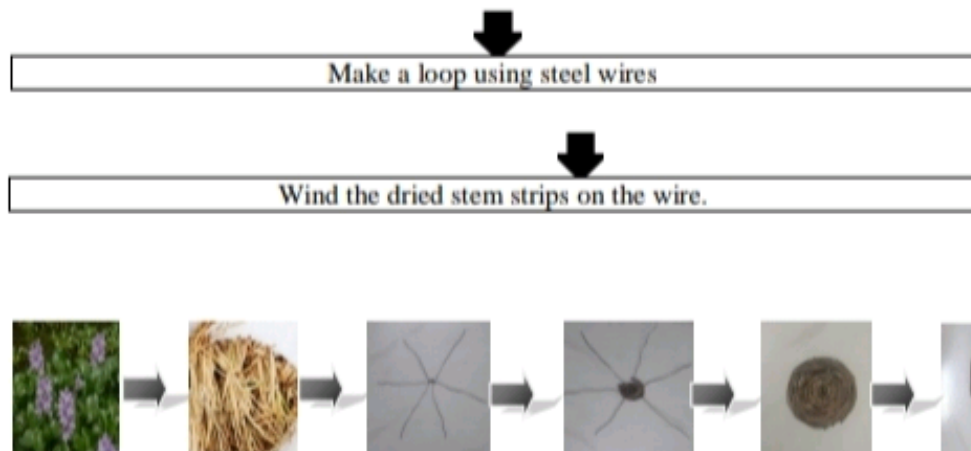 Make a loop using steel wires
Wind the dried stem strips on the wire.